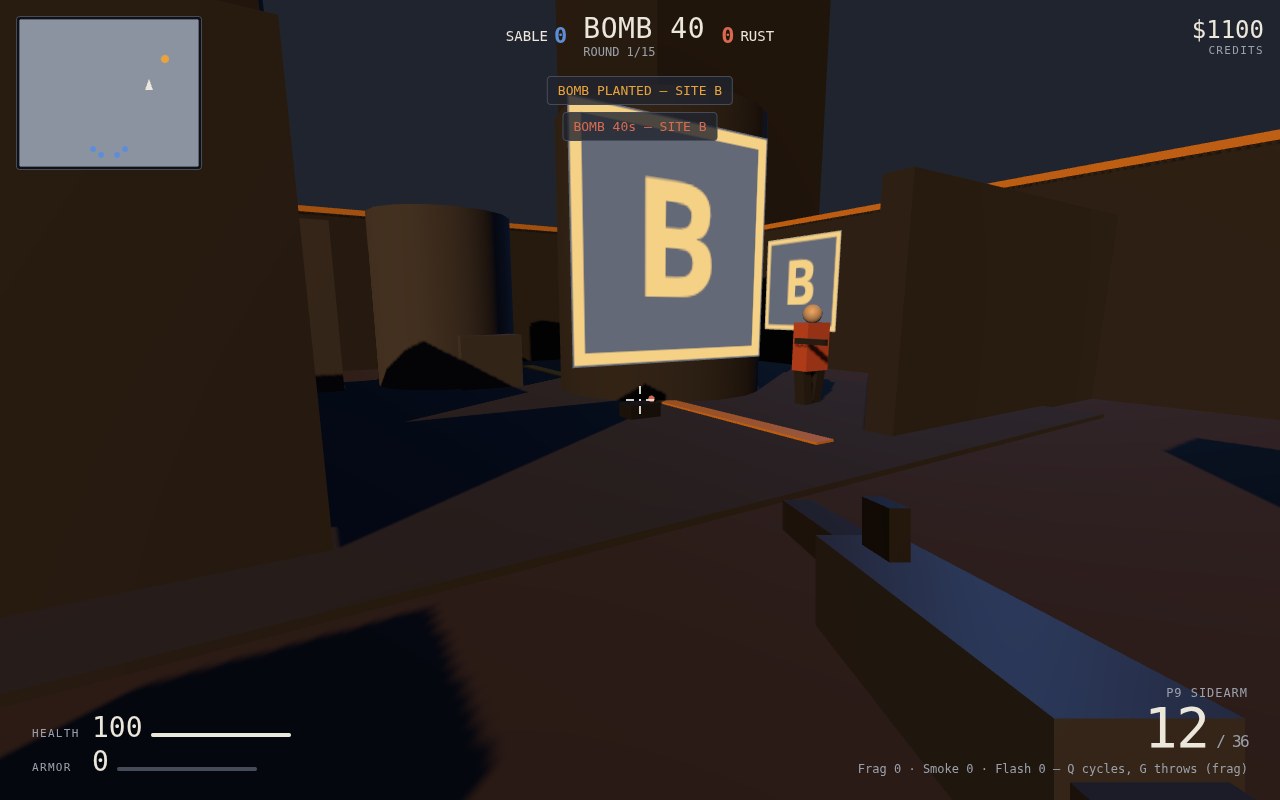 SABLE 0 BOMB 40 0 RUST
ROUND 1/15
$1100
CREDITS
BOMB PLANTED — SITE B
BOMB 40s — SITE B
B
B
HEALTH 100
ARMOR 0
P9 SIDEARM
12 / 36
Frag 0 · Smoke 0 · Flash 0 — Q cycles, G throws (frag)